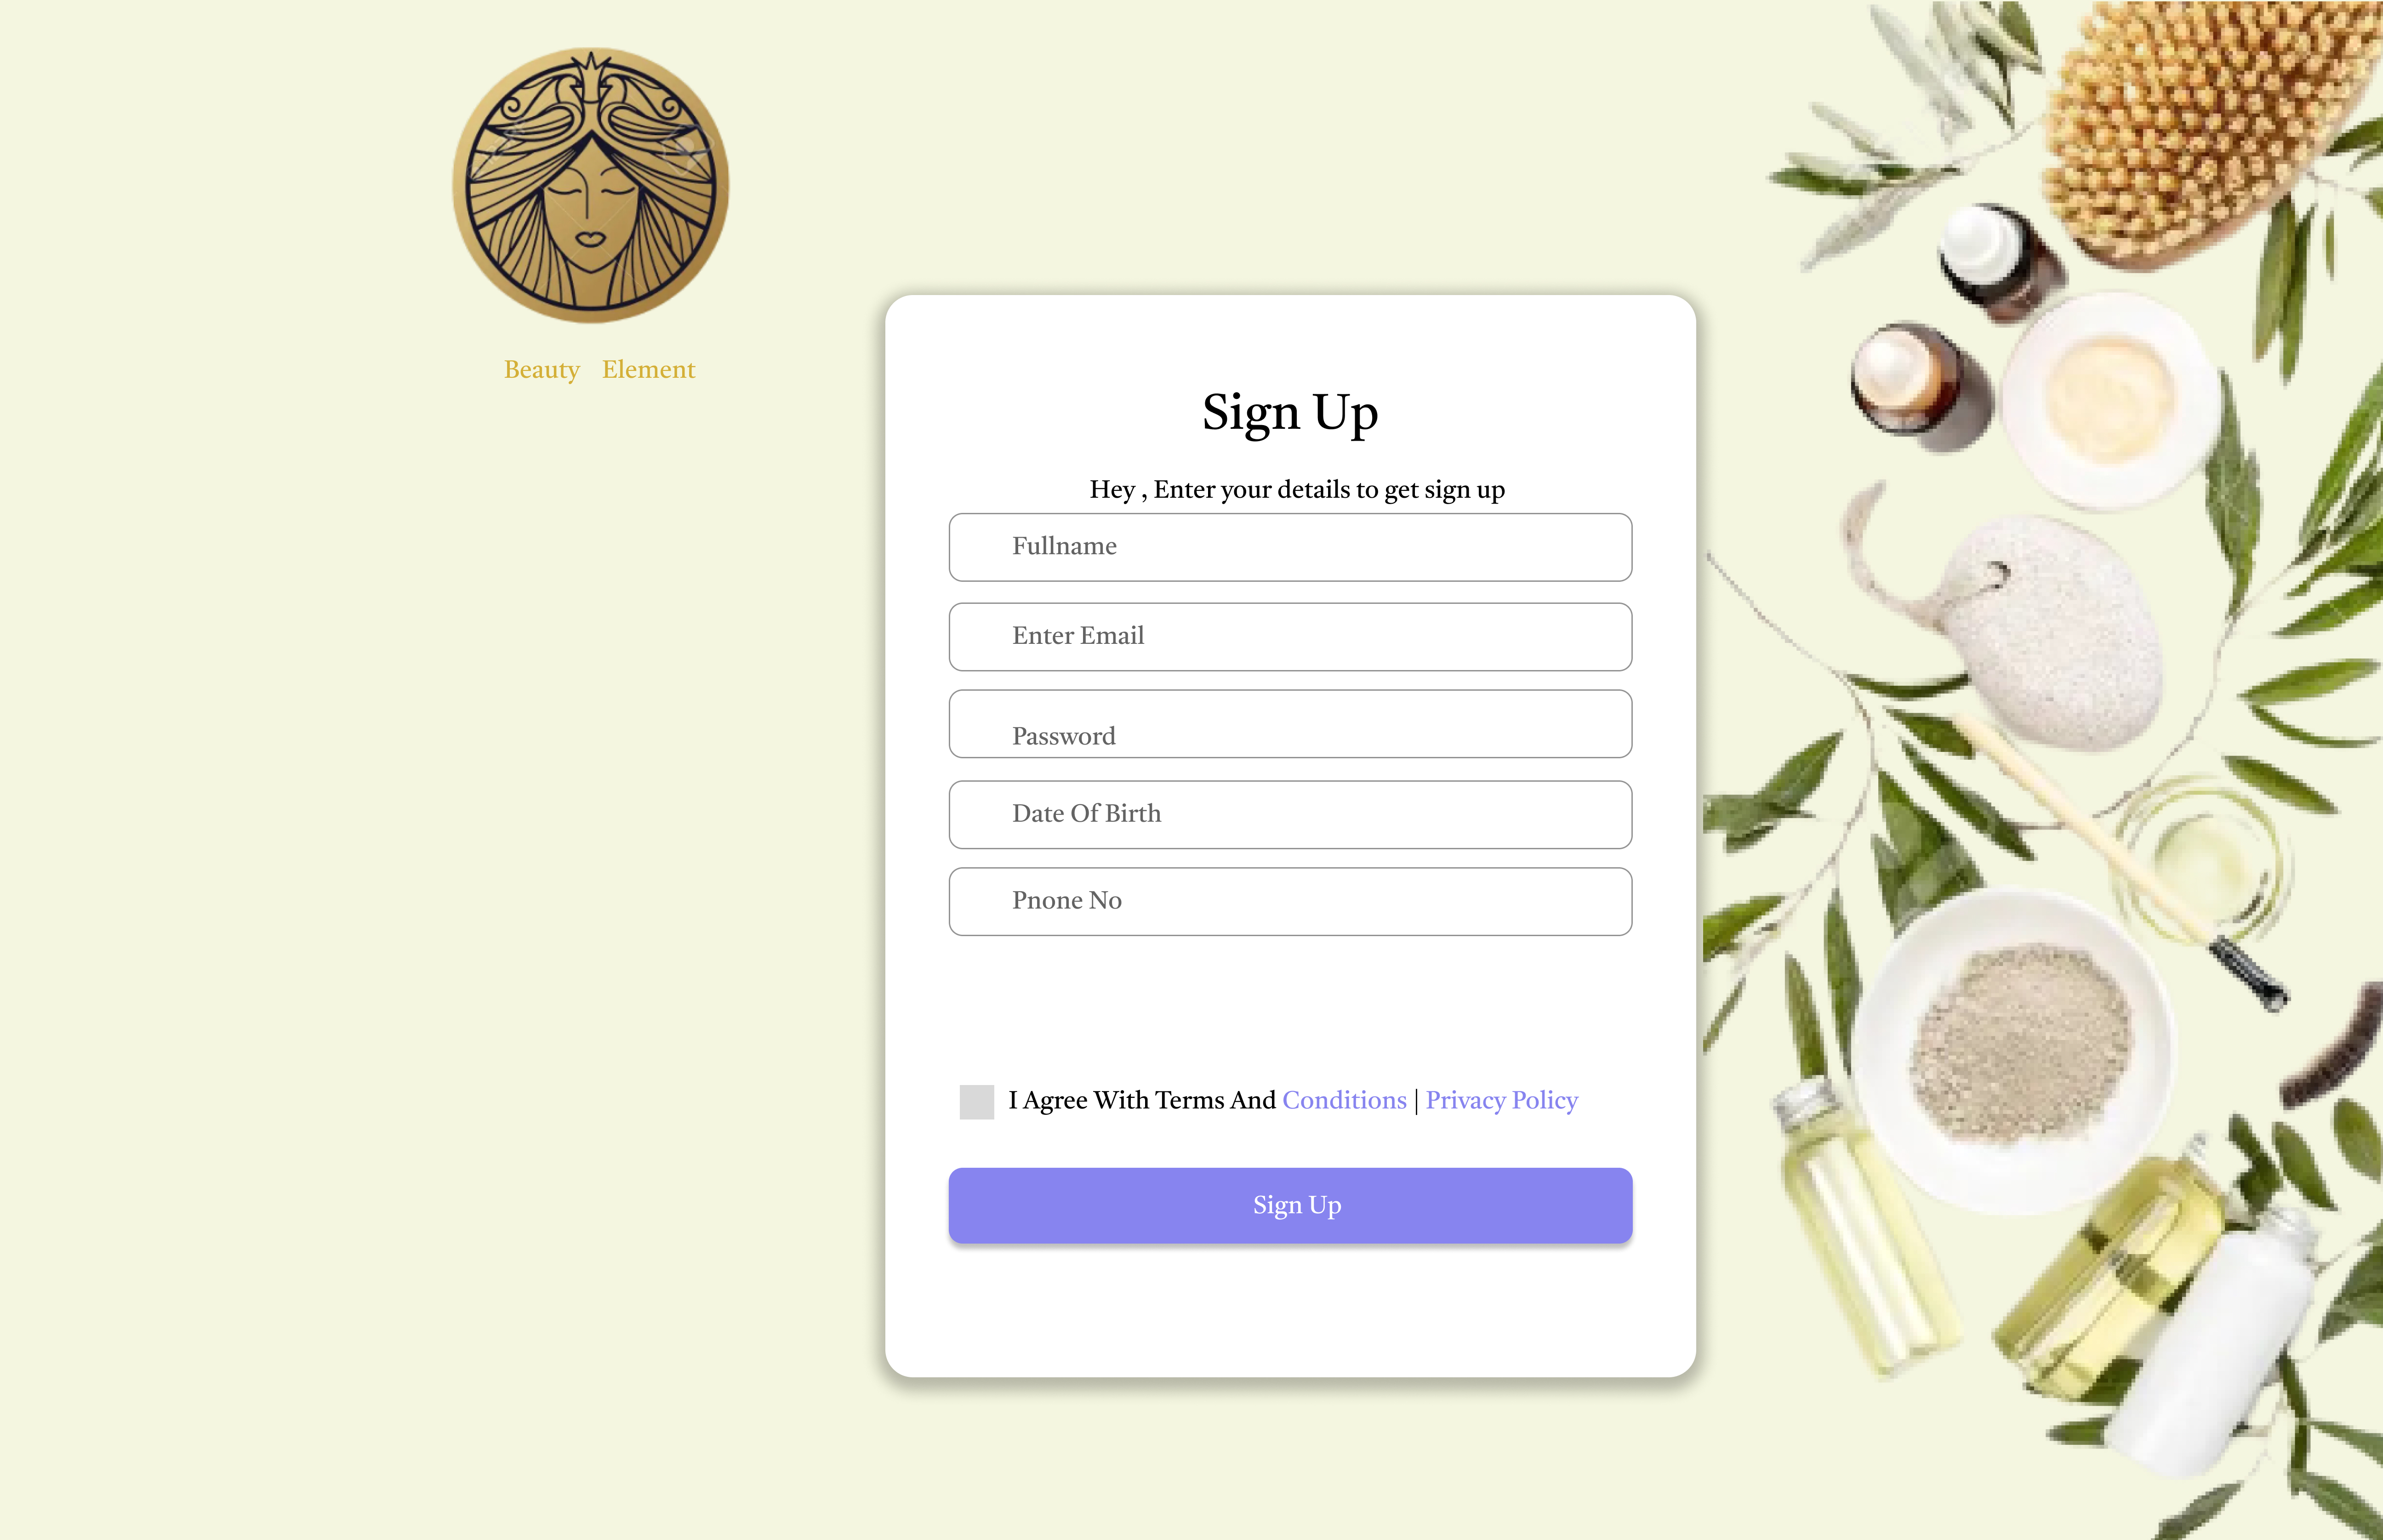 Beauty Element
Sign Up
Hey , Enter your details to get sign up
Fullname
Enter Email
Password
Date Of Birth
Pnone No
I Agree With Terms And Conditions | Privacy Policy
Sign Up